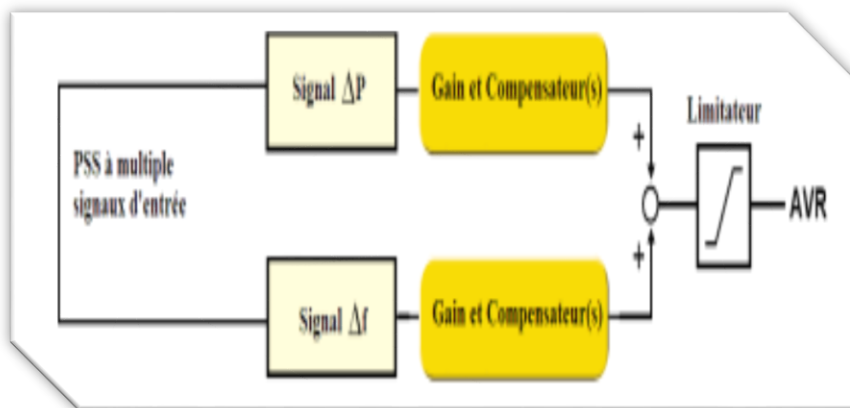 Signal ΔP
Gain et Compensateur(s)
Limitateur
+
PSS à multiple
signaux d'entrée
AVR
+
Signal Δf
Gain et Compensateur(s)